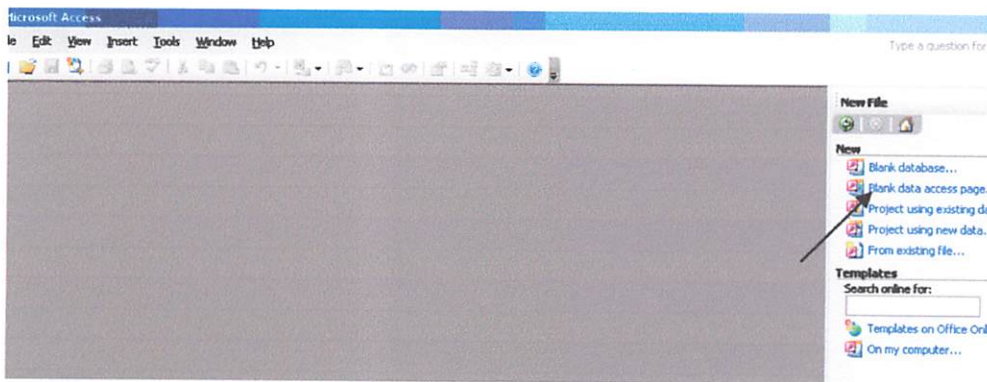 Microsoft Access
Edit View Insert Tools Window Help
Type a question for
New File
New
Blank database...
Blank data access page.
Project using existing da
Project using new data.
From existing file...
Templates
Search online for:
Templates on Office Onl
On my computer...